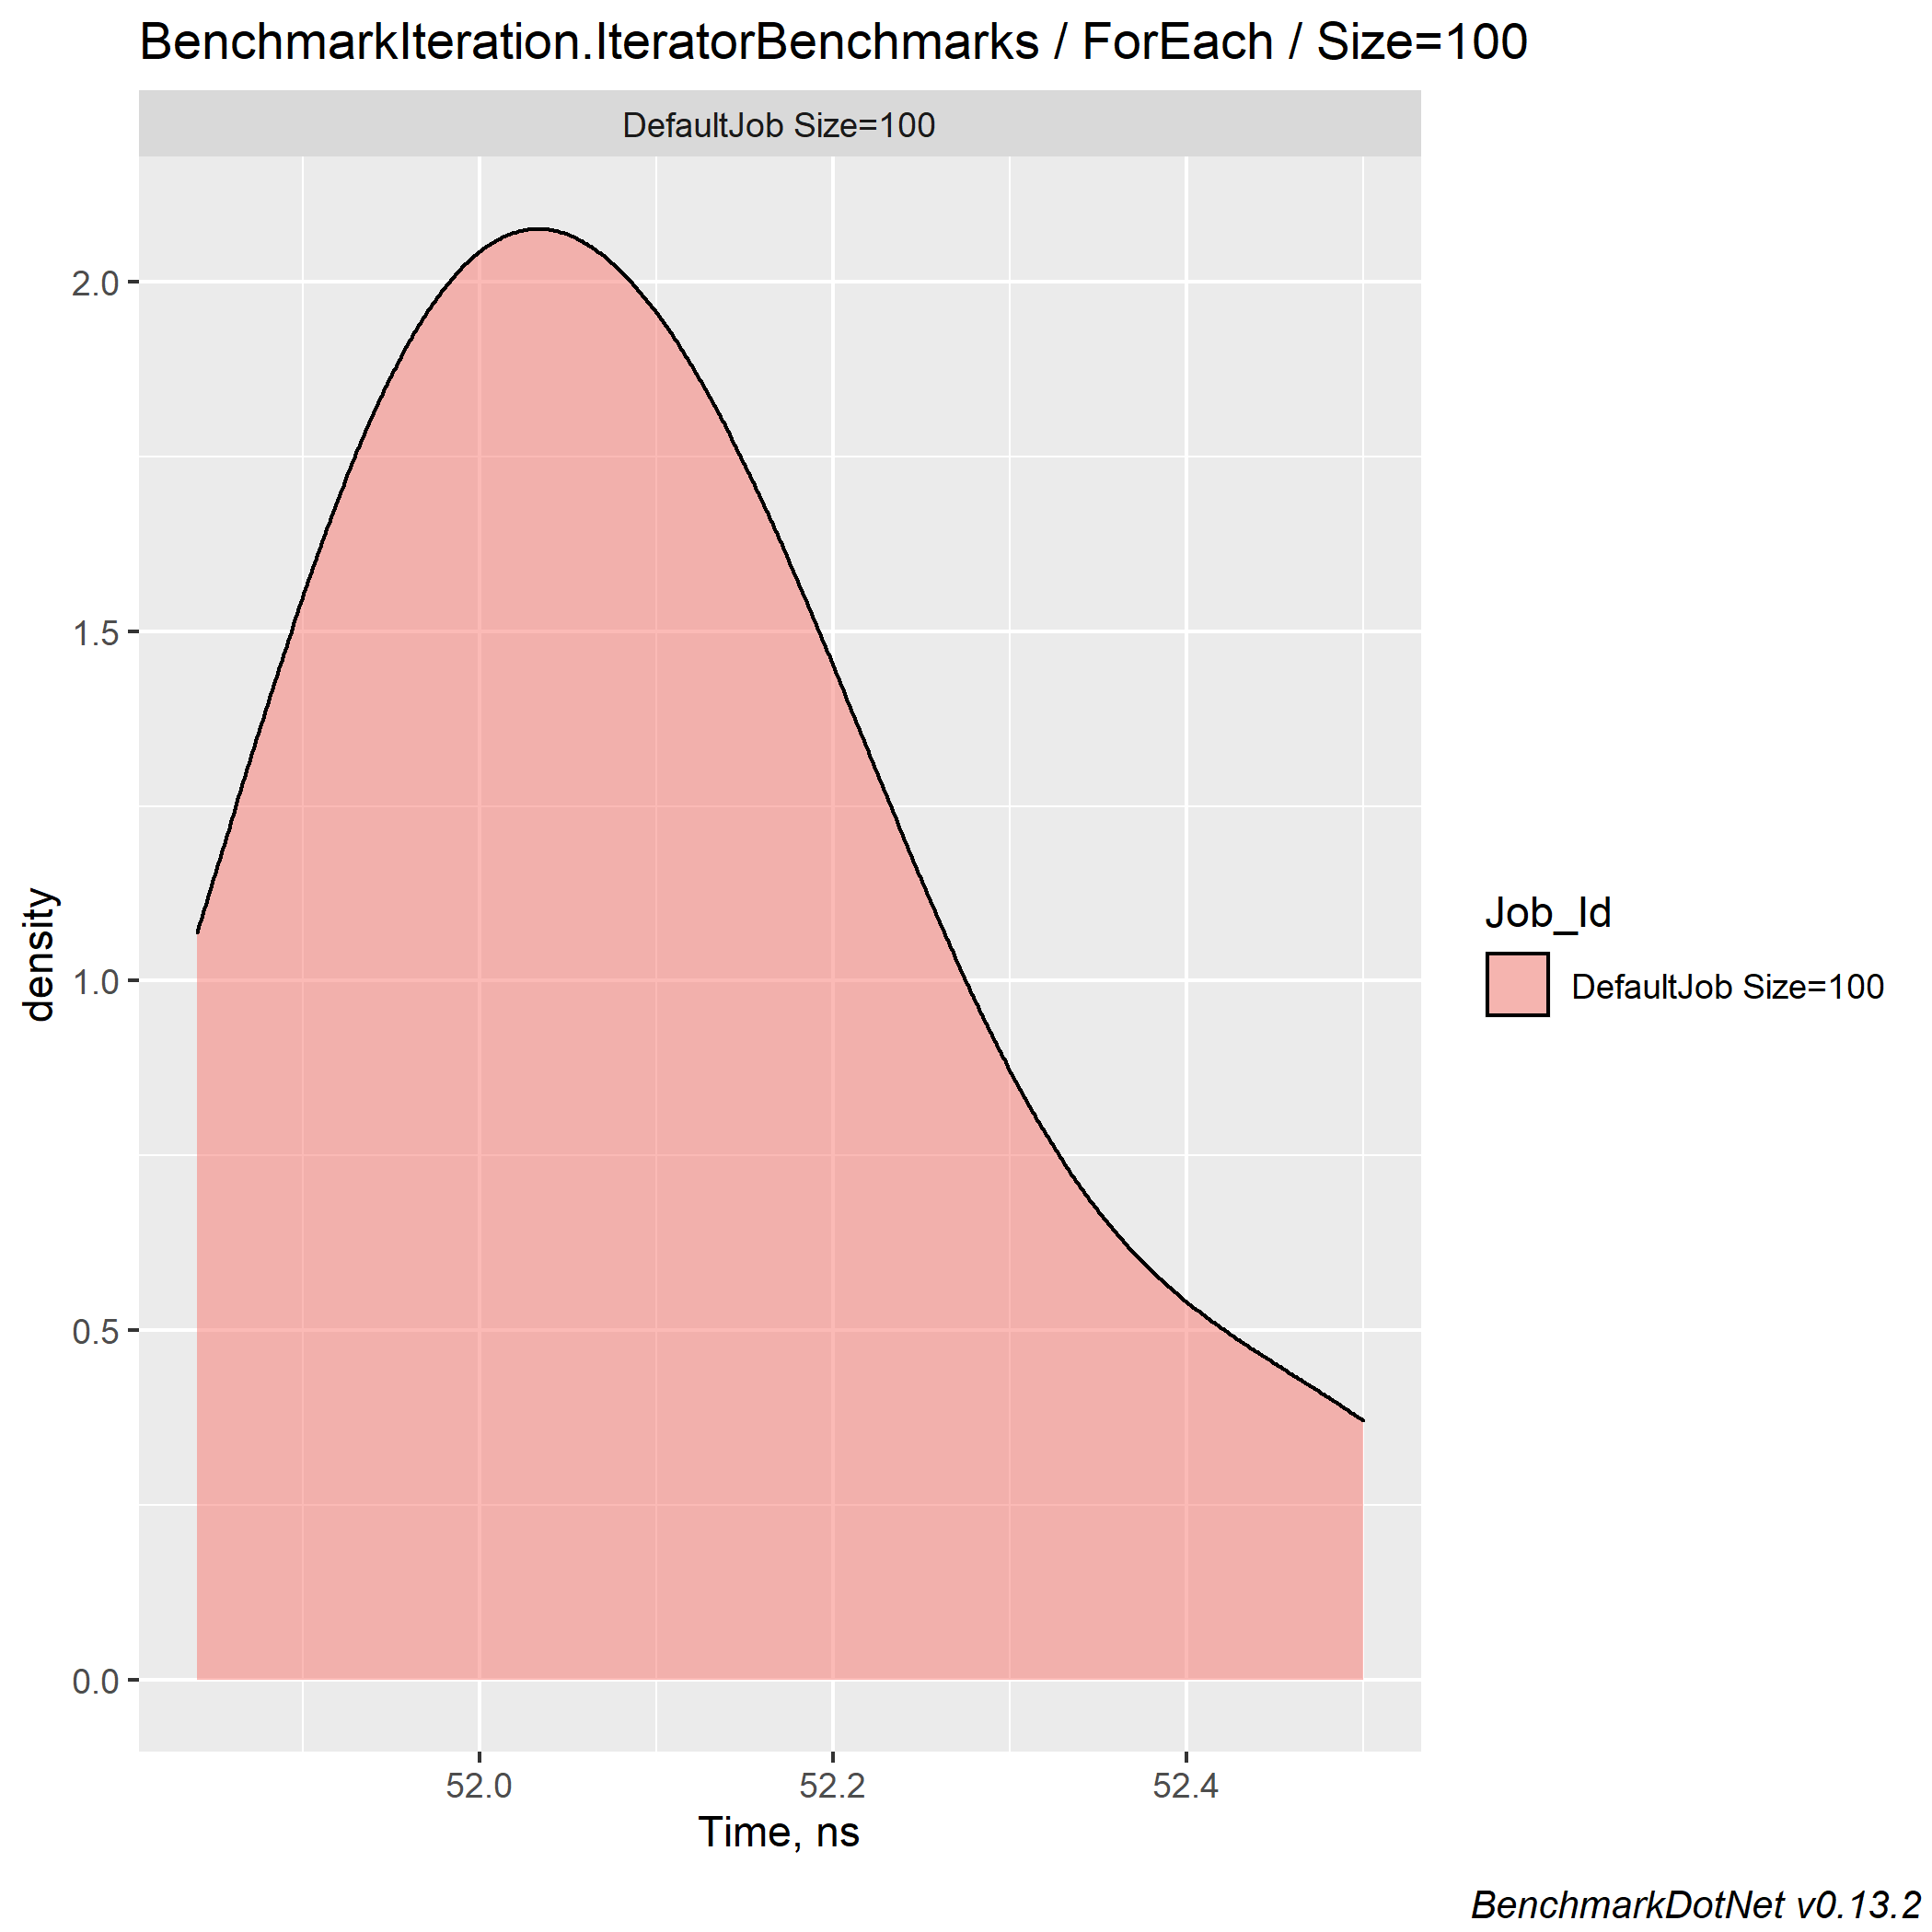 BenchmarkIteration.IteratorBenchmarks / ForEach / Size=100
DefaultJob Size=100
2.0
1.5
1.0
0.5
0.0
density
52.0
52.2
52.4
Time, ns
Job_Id
DefaultJob Size=100
BenchmarkDotNet v0.13.2